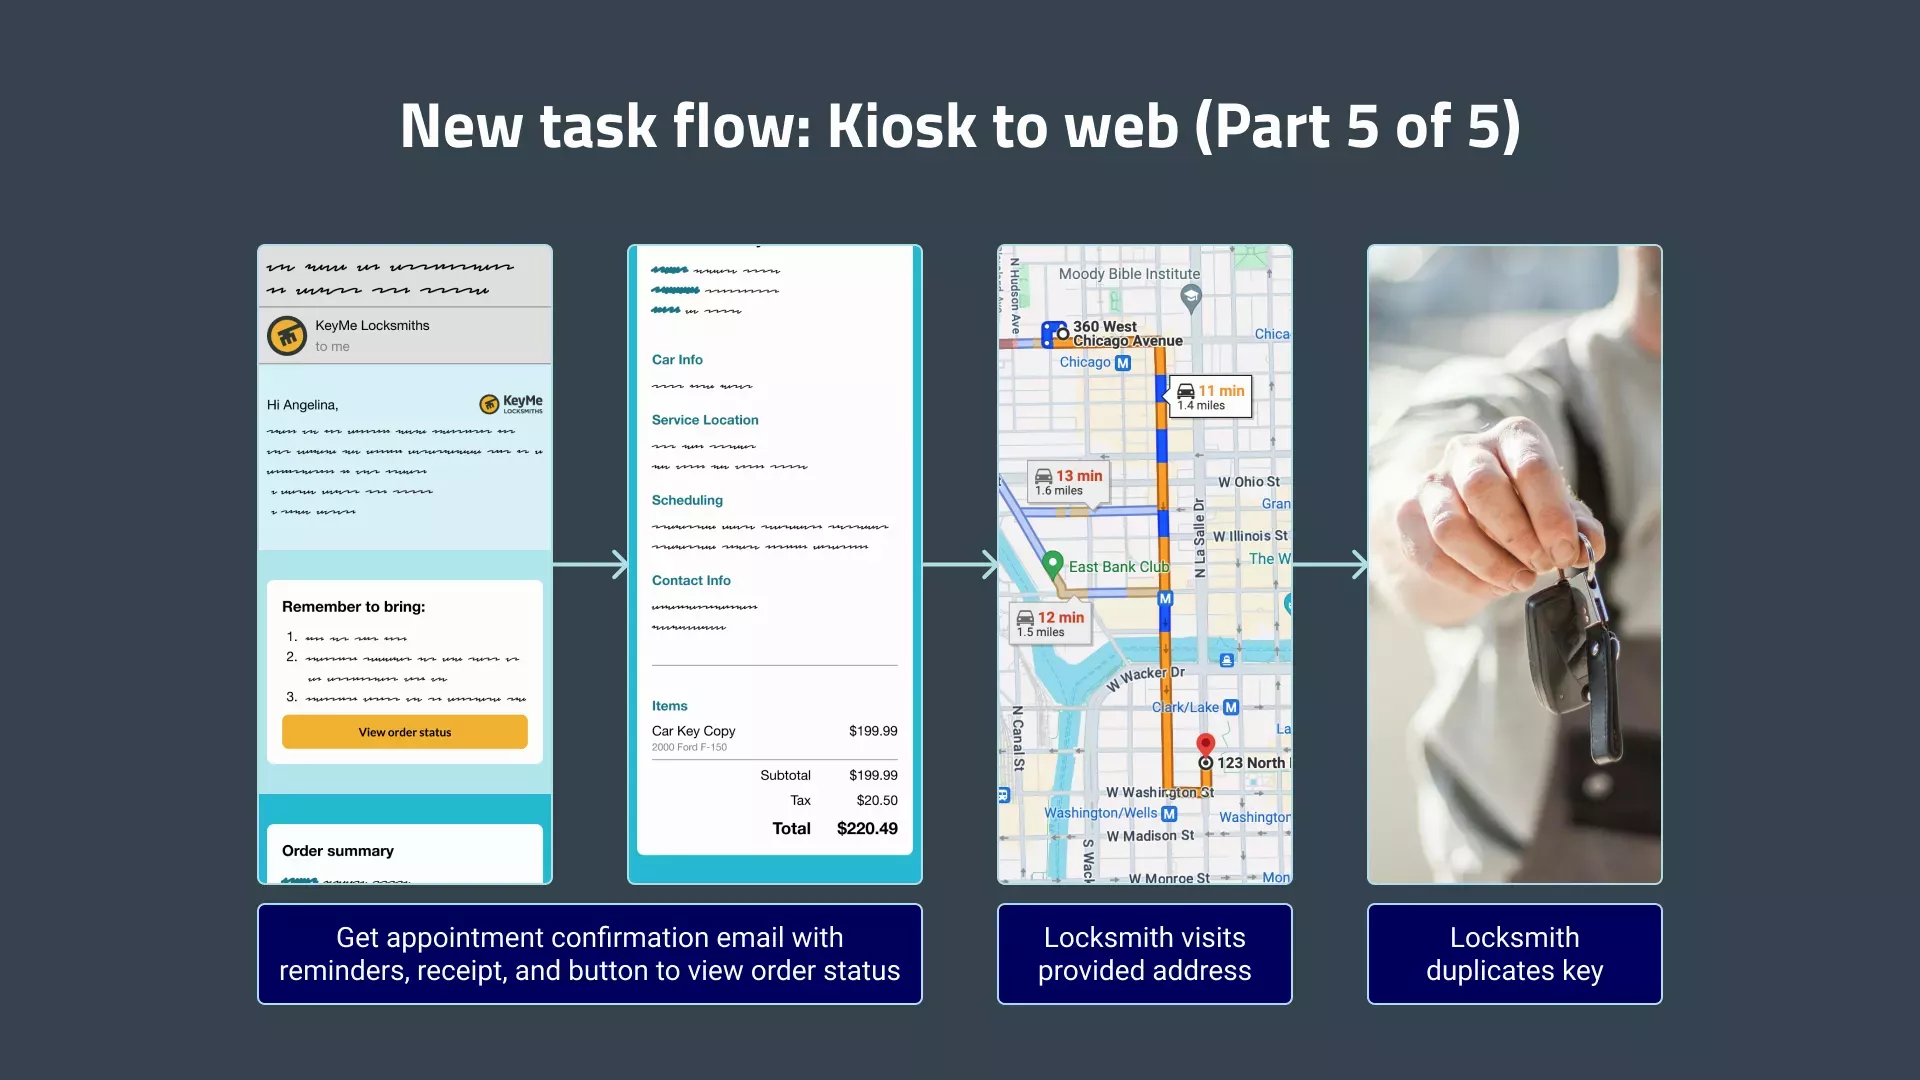 New task flow: Kiosk to web (Part 5 of 5)
KeyMe Locksmiths
to me
Hi Angelina,
KeyMe
LOCKSMITHS
Remember to bring:
1.
2.
3.
View order status
Order summary
Car Info
Service Location
Scheduling
Contact Info
Items
Car Key Copy $199.99
2000 Ford F-150
Subtotal $199.99
Tax $20.50
Total $220.49
N Hudson Ave
Moody Bible Institute
360 West
Chicago Avenue
Chica
Chicago M
11 min
1.4 miles
13 min
1.6 miles
W Ohio St
Gran
N La Salle Dr
W Illinois St
The W
East Bank Club
M
12 min
1.5 miles
W Wacker Dr
Clark/Lake M
N Canal St
La
123 North
W Washington St
Washington/Wells M
Washington
W Madison St
S Wack
W Monroe St
Mon
Get appointment confirmation email with
reminders, receipt, and button to view order status
Locksmith visits
provided address
Locksmith
duplicates key